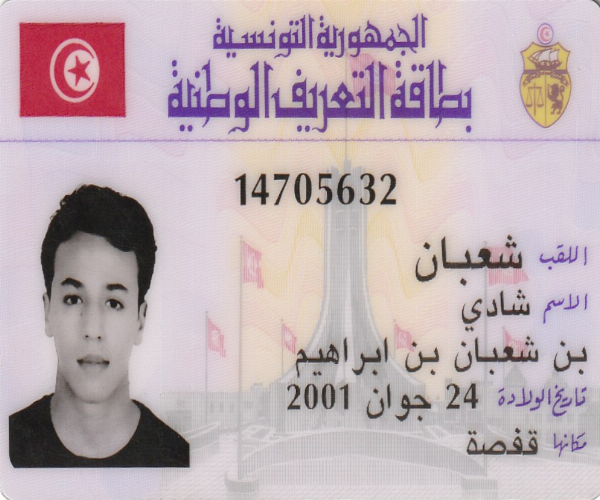 الجمهورية التونسية
بطاقة التعريف الوطنية
14705632
اللقب شعبان
الاسم شادي
بن شعبان بن ابراهيم
تاريخ الولادة 24 جوان 2001
مكانها قفصة